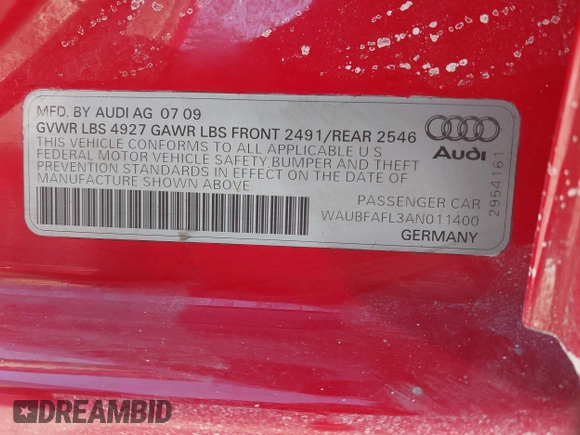 MFD. BY AUDI AG 07 09
GVWR LBS 4927 GAWR LBS FRONT 2491/REAR 2546
THIS VEHICLE CONFORMS TO ALL APPLICABLE U S
FEDERAL MOTOR VEHICLE SAFETY,BUMPER AND THEFT
PREVENTION STANDARDS IN EFFECT ON THE DATE OF
MANUFACTURE SHOWN ABOVE
PASSENGER CAR
WAUBFAFL3AN011400
GERMANY
Audi
2954161
DREAMBID